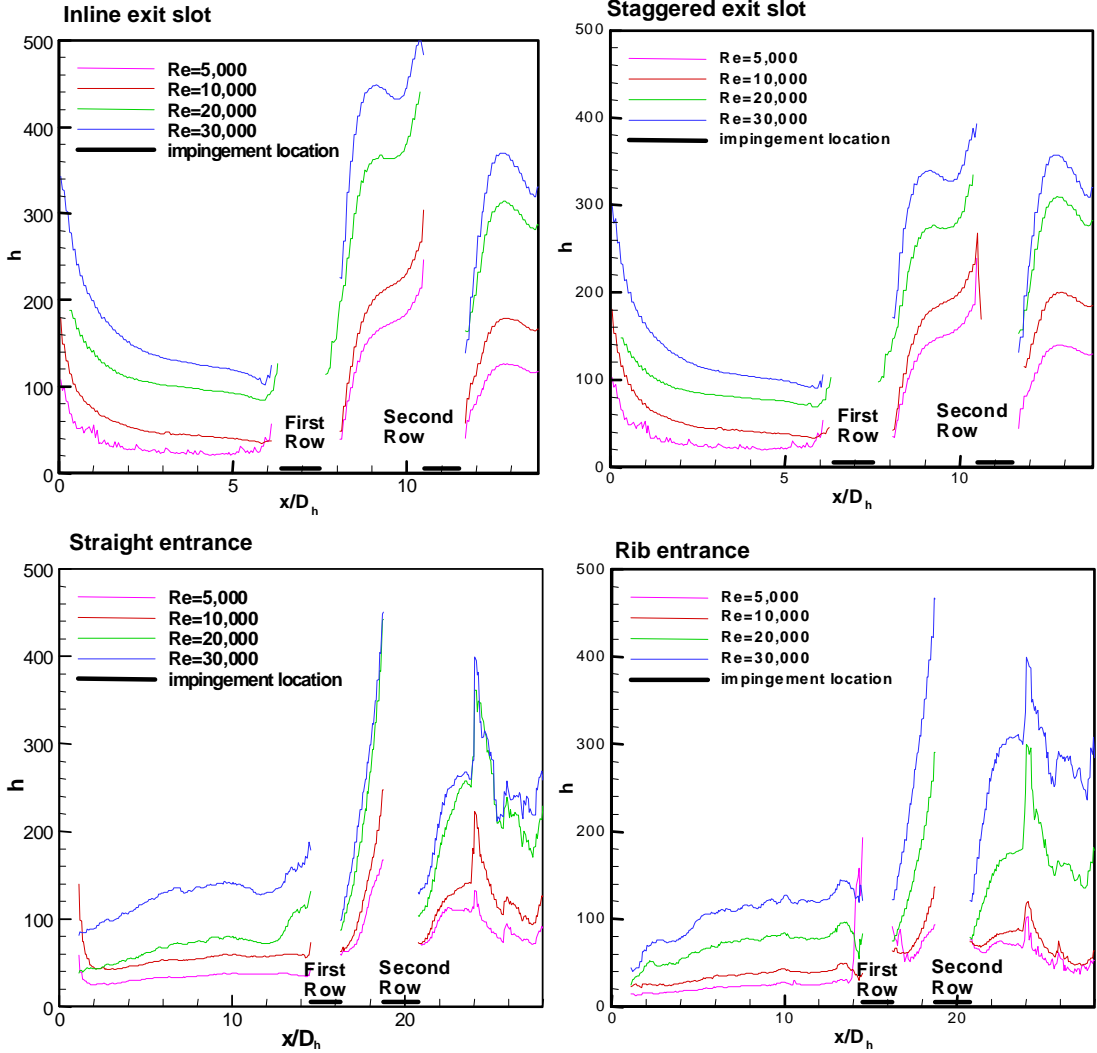 Inline exit slot
500
400
300
200
100
0
h
Re=5,000
Re=10,000
Re=20,000
Re=30,000
impingement location
First
Row
Second
Row
0
5
10
x/Dh
Staggered exit slot
500
400
300
200
100
0
h
Re=5,000
Re=10,000
Re=20,000
Re=30,000
impingement location
First
Row
Second
Row
0
5
10
x/Dh
Straight entrance
500
400
300
200
100
0
h
Re=5,000
Re=10,000
Re=20,000
Re=30,000
impingement location
First
Row
Second
Row
0
10
20
x/Dh
Rib entrance
500
400
300
200
100
0
h
Re=5,000
Re=10,000
Re=20,000
Re=30,000
impingement location
First
Row
Second
Row
0
10
20
x/Dh